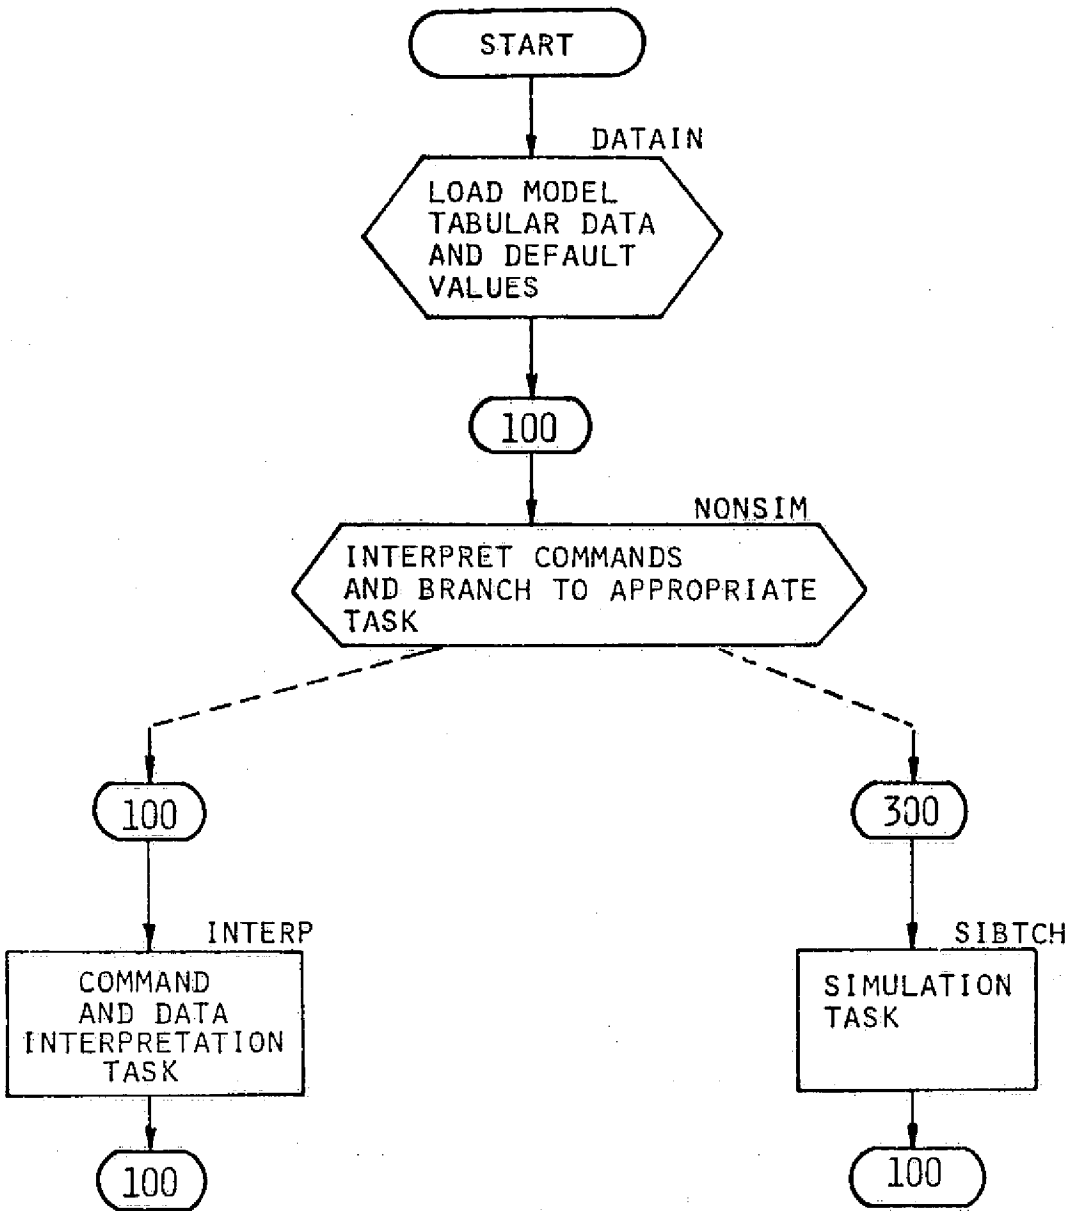 START
DATAIN
LOAD MODEL
TABULAR DATA
AND DEFAULT
VALUES
100
NONSIM
INTERPRET COMMANDS
AND BRANCH TO APPROPRIATE
TASK
100
300
INTERP
COMMAND
AND DATA
INTERPRETATION
TASK
100
SIBTCH
SIMULATION
TASK
100